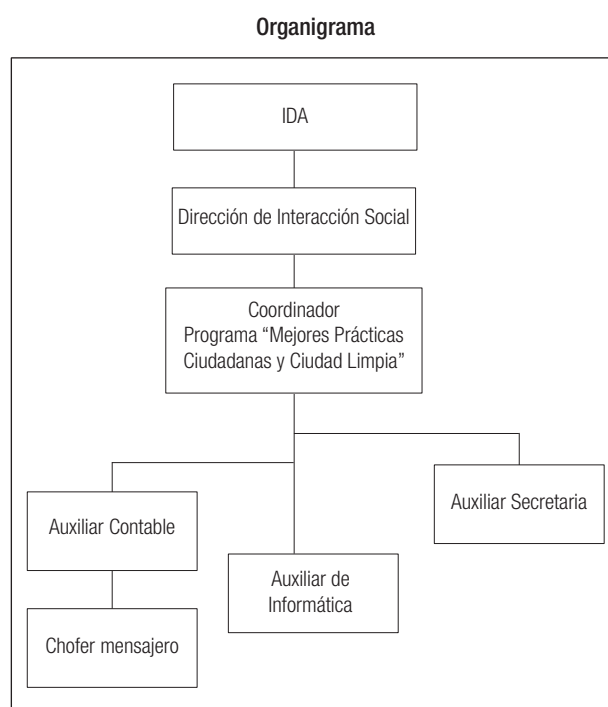 Organigrama
IDA
Dirección de Interacción Social
Coordinador
Programa “Mejores Prácticas
Ciudadanas y Ciudad Limpia”
Auxiliar Secretaria
Auxiliar Contable
Auxiliar de
Informática
Chofer mensajero